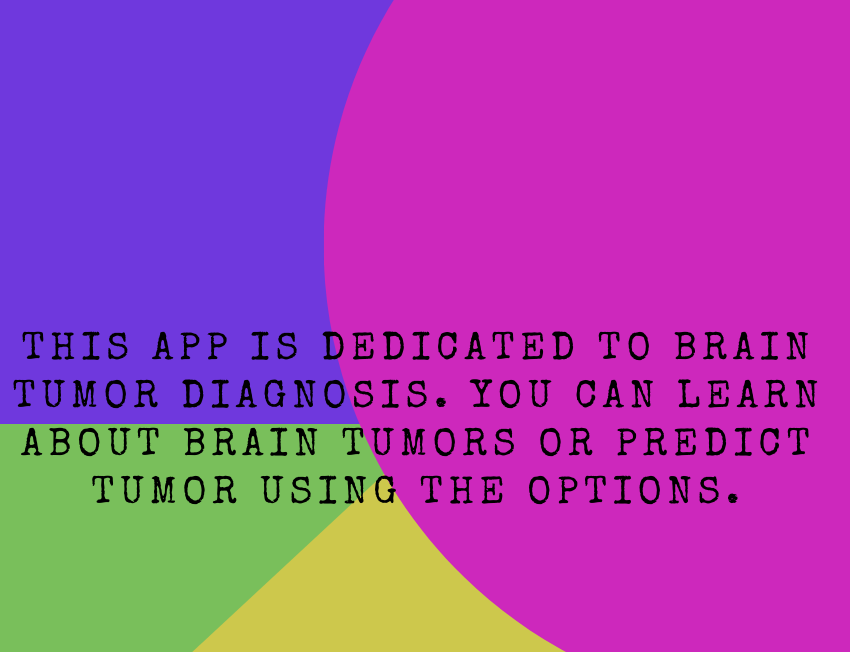 THIS APP IS DEDICATED TO BRAIN
TUMOR DIAGNOSIS. YOU CAN LEARN
ABOUT BRAIN TUMORS OR PREDICT
TUMOR USING THE OPTIONS.